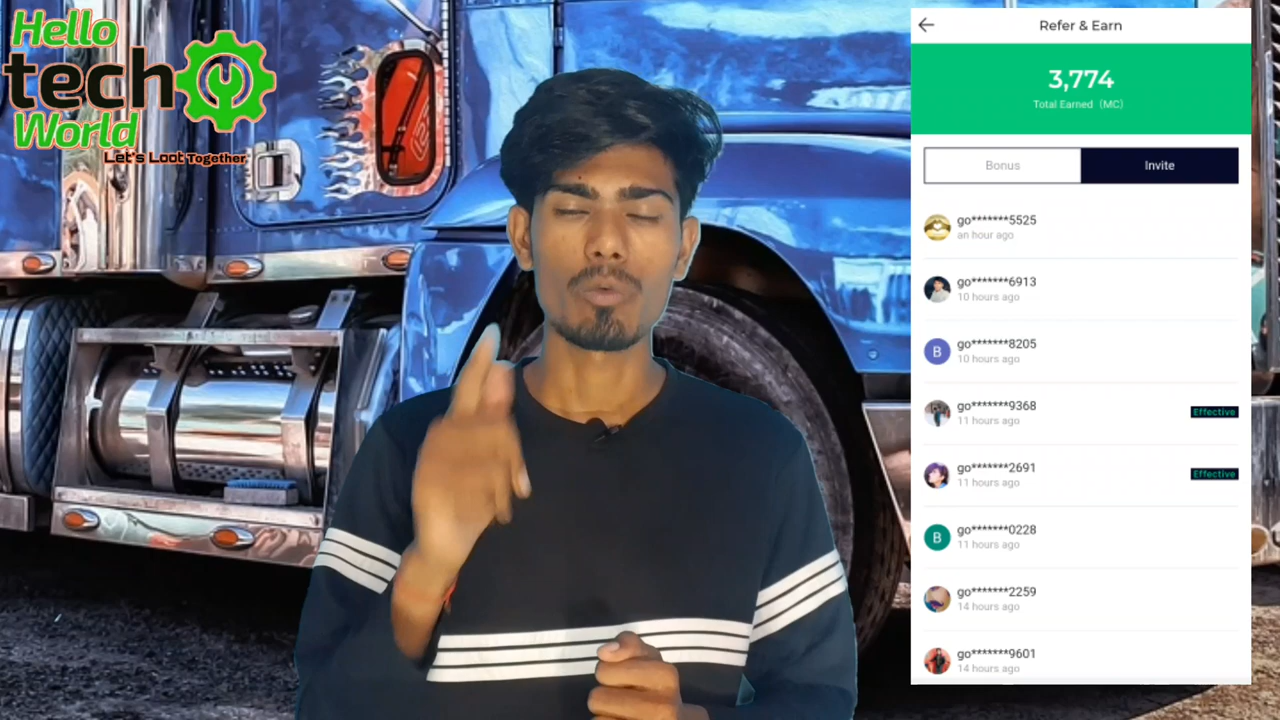 Hello
tech
World
Let's Loot Together
Refer & Earn
3,774
Total Earned (MC)
Bonus
Invite
go*******5525
an hour ago
go*******6913
10 hours ago
B
go*******8205
10 hours ago
go*******9368
11 hours ago
Effective
go*******2691
11 hours ago
Effective
B
go*******0228
11 hours ago
go*******2259
14 hours ago
go*******9601
14 hours ago